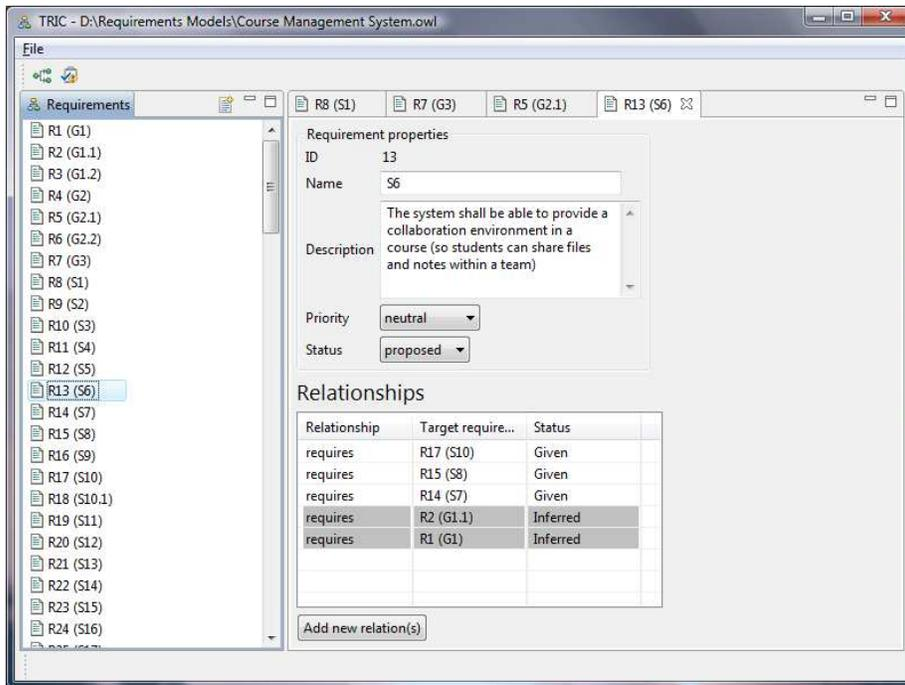 TRIC - D:\Requirements Models\Course Management System.owl
File
Requirements
R1 (G1)
R2 (G1.1)
R3 (G1.2)
R4 (G2)
R5 (G2.1)
R6 (G2.2)
R7 (G3)
R8 (S1)
R9 (S2)
R10 (S3)
R11 (S4)
R12 (S5)
R13 (S6)
R14 (S7)
R15 (S8)
R16 (S9)
R17 (S10)
R18 (S10.1)
R19 (S11)
R20 (S12)
R21 (S13)
R22 (S14)
R23 (S15)
R24 (S16)
R8 (S1) R7 (G3) R5 (G2.1) R13 (S6)
Requirement properties
ID 13
Name S6
Description
The system shall be able to provide a
collaboration environment in a
course (so students can share files
and notes within a team)
Priority neutral
Status proposed
Relationships
Relationship Target require... Status
requires R17 (S10) Given
requires R15 (S8) Given
requires R14 (S7) Given
requires R2 (G1.1) Inferred
requires R1 (G1) Inferred
Add new relation(s)